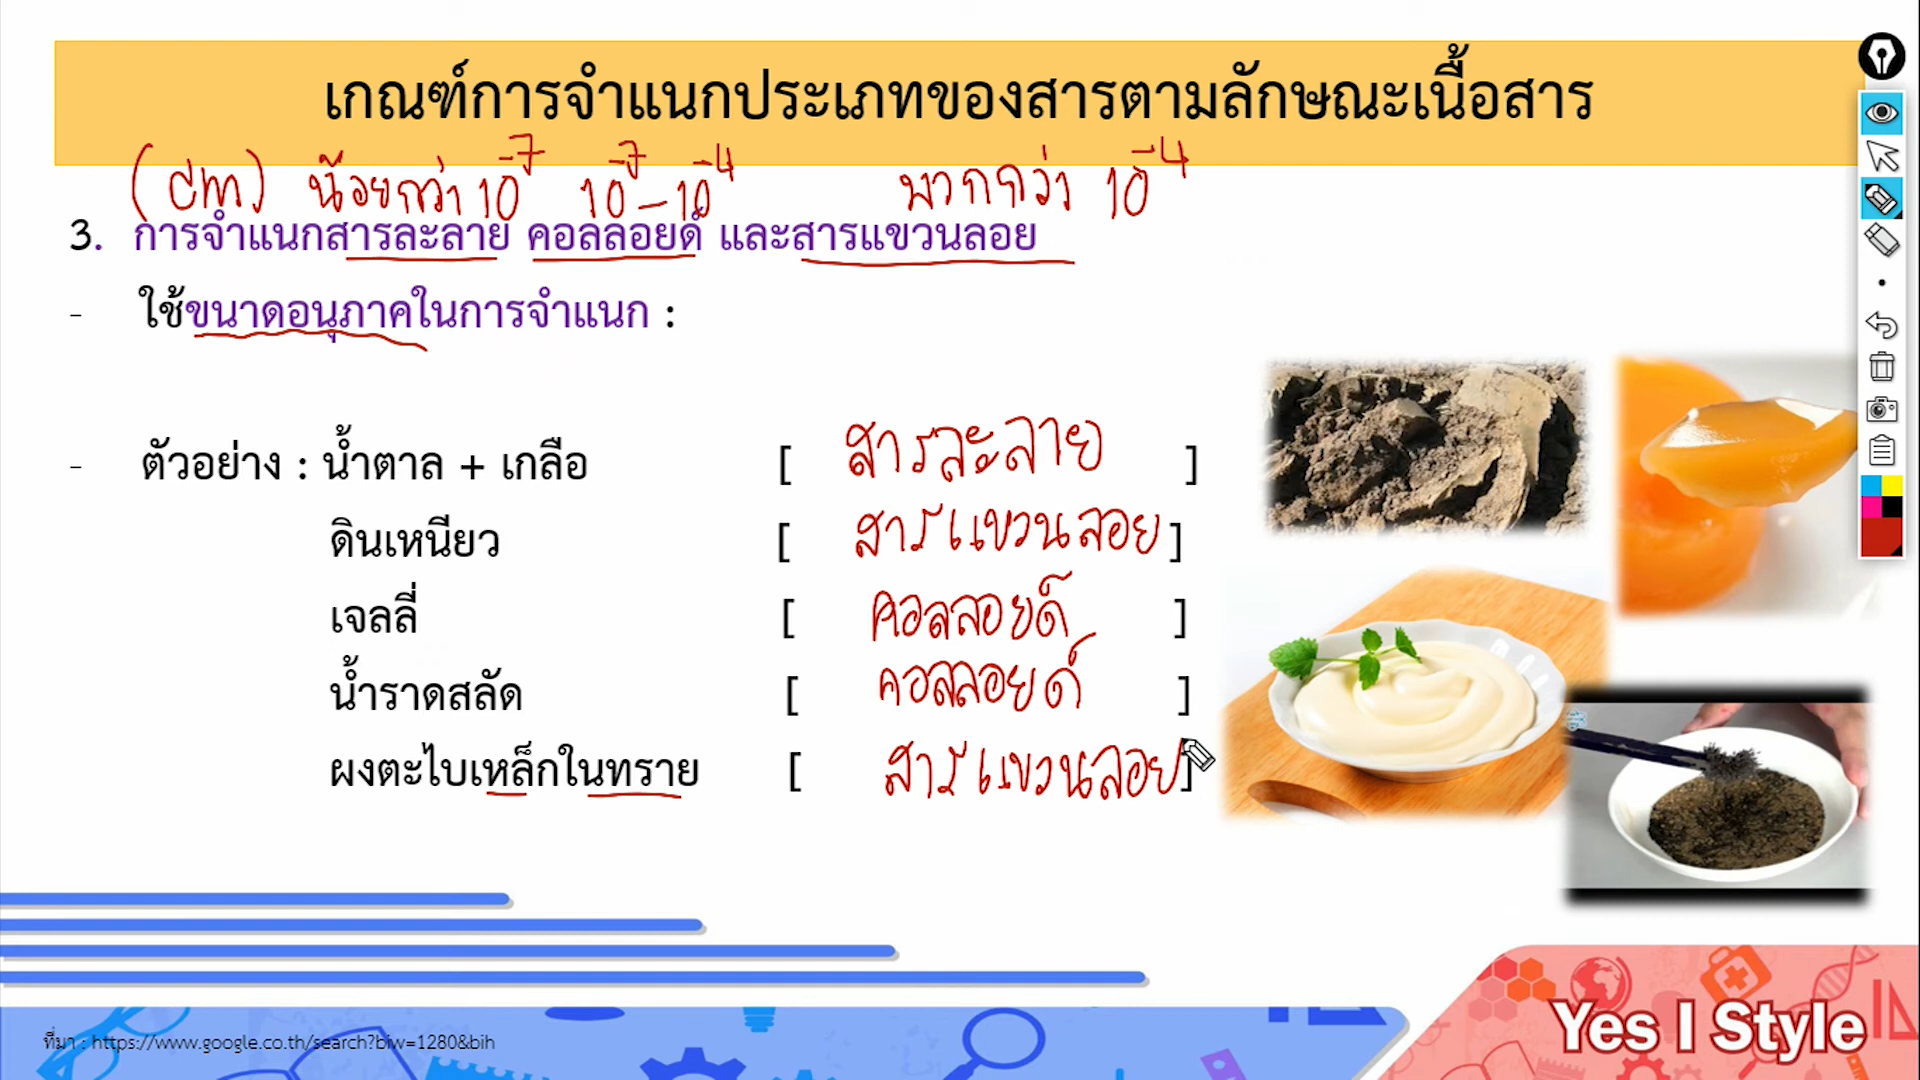 เกณฑ์การจำแนกประเภทของสารตามลักษณะเนื้อสาร
(cm) น้อยกว่า 10⁻⁷ 10⁻⁷ – 10⁻⁴ มากกว่า 10⁻⁴
3. การจำแนกสารละลาย คอลลอยด์ และสารแขวนลอย
- ใช้ขนาดอนุภาคในการจำแนก :
- ตัวอย่าง : น้ำตาล + เกลือ [ สารละลาย ]
ดินเหนียว [ สารแขวนลอย ]
เจลลี่ [ คอลลอยด์ ]
น้ำราดสลัด [ คอลลอยด์ ]
ผงตะไบเหล็กในทราย [ สารแขวนลอย ]
ที่มา : https://www.google.co.th/search?biw=1280&bih
Yes I Style